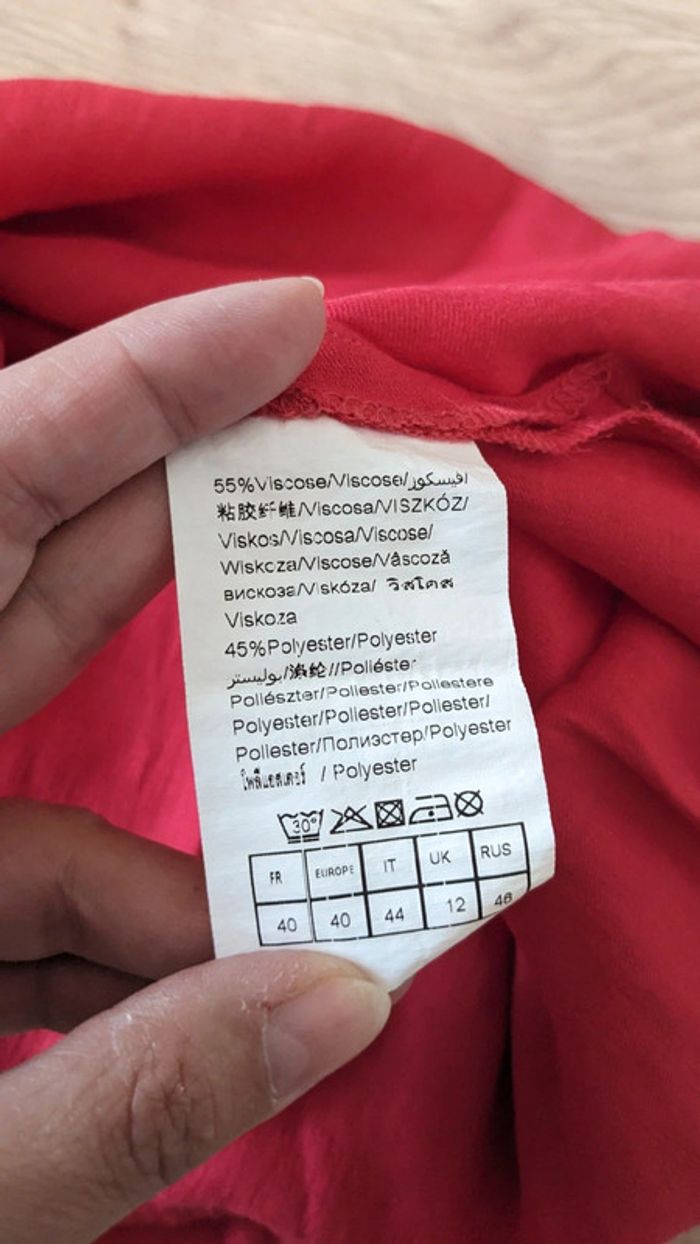 55%Viscose/Viscose/افيسكوز
粘胶纤维/Viscosa/VISZKÓZ/
Viskos/Viscosa/Viscose/
Wiskoza/Viscose/Vâscoză
вискоза/Viskóza/ วิสโคส
Viskoza
45%Polyester/Polyester
بوليستر/涤纶//Poliéster
Poliészter/Poliester/Poliestere
Polyester/Poliester/Poliester/
Poliester/Полиэстер/Polyester
โพลีเอสเตอร์ / Polyester
30°
FR EUROPE IT UK RUS
40 40 44 12 46